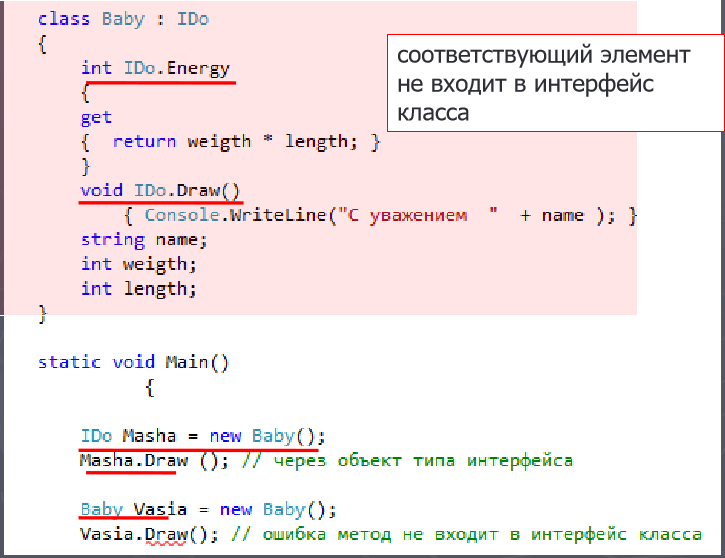 class Baby : IDo
{
int IDo.Energy
{
get
{ return weigth * length; }
}
void IDo.Draw()
{ Console.WriteLine("С уважением " + name ); }
string name;
int weigth;
int length;
}
соответствующий элемент
не входит в интерфейс
класса
static void Main()
{
IDo Masha = new Baby();
Masha.Draw (); // через объект типа интерфейса
Baby Vasia = new Baby();
Vasia.Draw(); // ошибка метод не входит в интерфейс класса